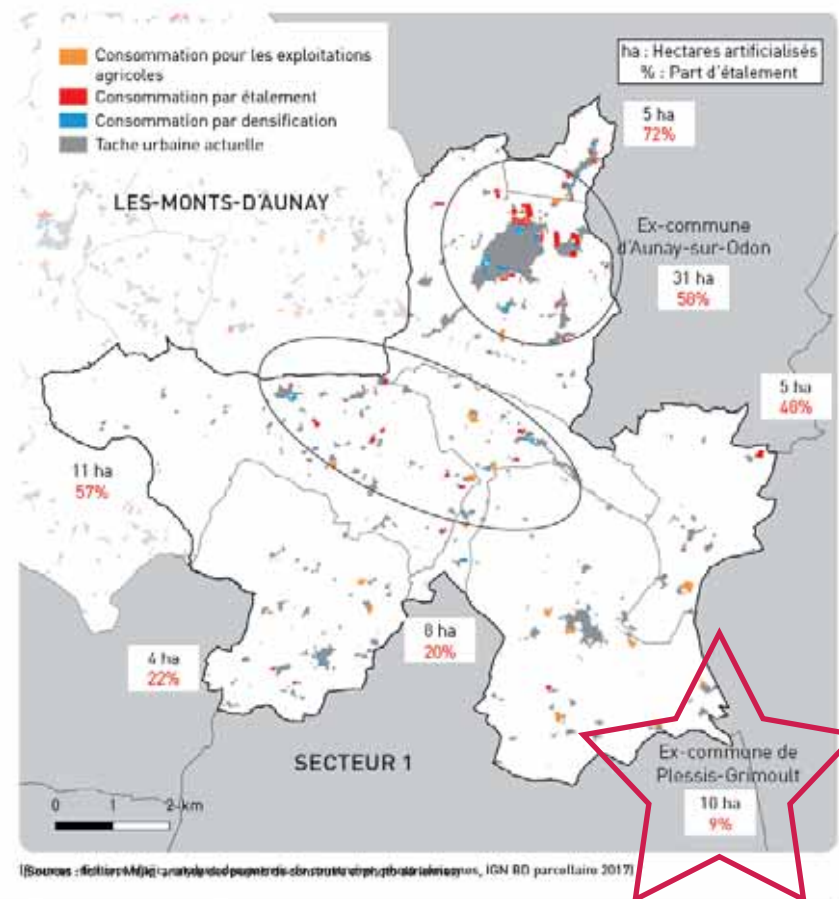 Consommation pour les exploitations
agricoles
Consommation par étalement
Consommation par densification
Tache urbaine actuelle
ha : Hectares artificialisés
% : Part d'étalement
5 ha
72%
LES-MONTS-D'AUNAY
Ex-commune
d'Aunay-sur-Odon
31 ha
50%
5 ha
40%
11 ha
57%
8 ha
20%
4 ha
22%
SECTEUR 1
Ex-commune de
Plessis-Grimoult
10 ha
9%
0 1 2 km
IGN BD parcellaire 2017)